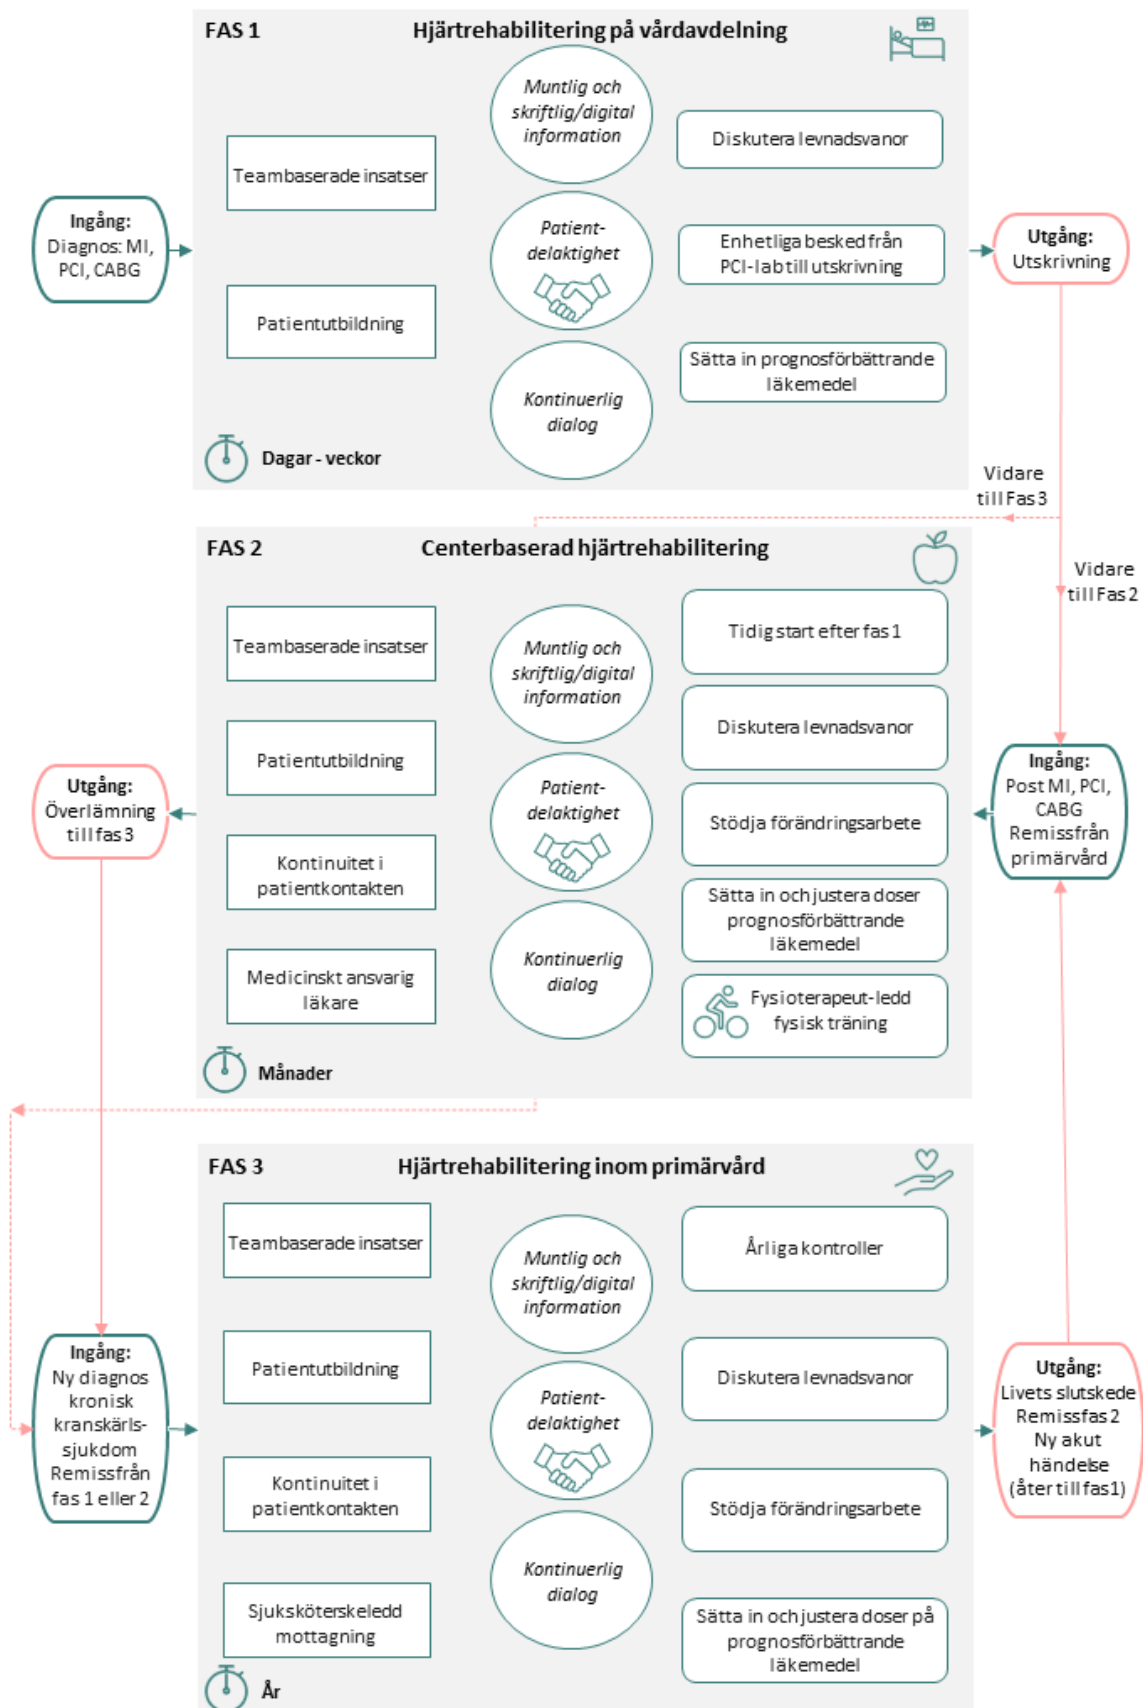 FAS 1
Hjärtrehabilitering på vårdavdelning
Ingång:
Diagnos: MI,
PCI, CABG
Teambaserade insatser
Patientutbildning
Muntlig och
skriftlig/digital
information
Patient-
delaktighet
Kontinuerlig
dialog
Diskutera levnadsvanor
Enhetliga besked från
PCI-lab till utskrivning
Sätta in prognosförbättrande
läkemedel
Dagar - veckor
Utgång:
Utskrivning
Vidare
till Fas 3
Vidare
till Fas 2
FAS 2
Centerbaserad hjärtrehabilitering
Ingång:
Post MI, PCI,
CABG
Remiss från
primärvård
Teambaserade insatser
Patientutbildning
Kontinuitet i
patientkontakten
Medicinskt ansvarig
läkare
Muntlig och
skriftlig/digital
information
Patient-
delaktighet
Kontinuerlig
dialog
Tidig start efter fas 1
Diskutera levnadsvanor
Stödja förändringsarbete
Sätta in och justera doser
prognosförbättrande
läkemedel
Fysioterapeut-ledd
fysisk träning
Månader
Utgång:
Överlämning
till fas 3
FAS 3
Hjärtrehabilitering inom primärvård
Ingång:
Ny diagnos
kronisk
kranskärls-
sjukdom
Remiss från
fas 1 eller 2
Teambaserade insatser
Patientutbildning
Kontinuitet i
patientkontakten
Sjuksköterskeledd
mottagning
Muntlig och
skriftlig/digital
information
Patient-
delaktighet
Kontinuerlig
dialog
Årliga kontroller
Diskutera levnadsvanor
Stödja förändringsarbete
Sätta in och justera doser på
prognosförbättrande
läkemedel
År
Utgång:
Livets slutskede
Remiss fas 2
Ny akut
händelse
(åter till fas 1)